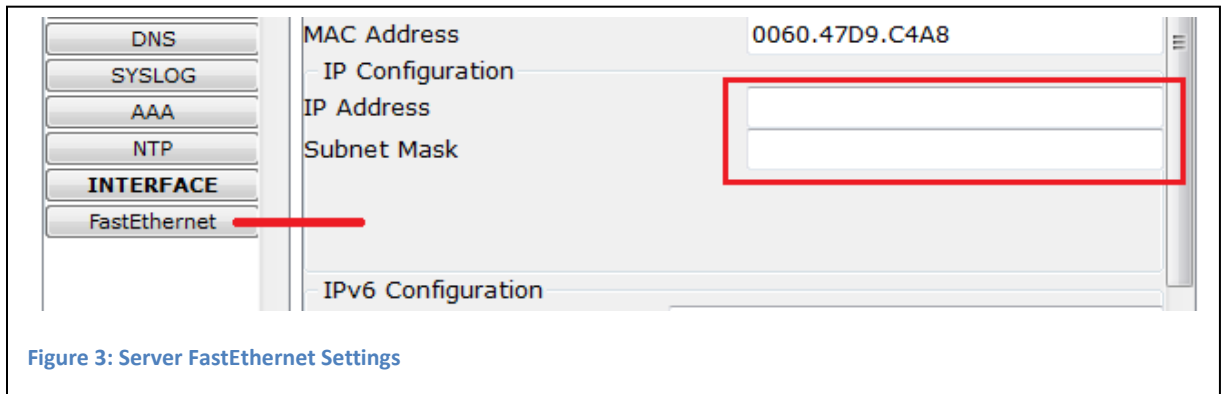 DNS
SYSLOG
AAA
NTP
INTERFACE
FastEthernet
MAC Address 0060.47D9.C4A8
IP Configuration
IP Address
Subnet Mask
IPv6 Configuration
Figure 3: Server FastEthernet Settings